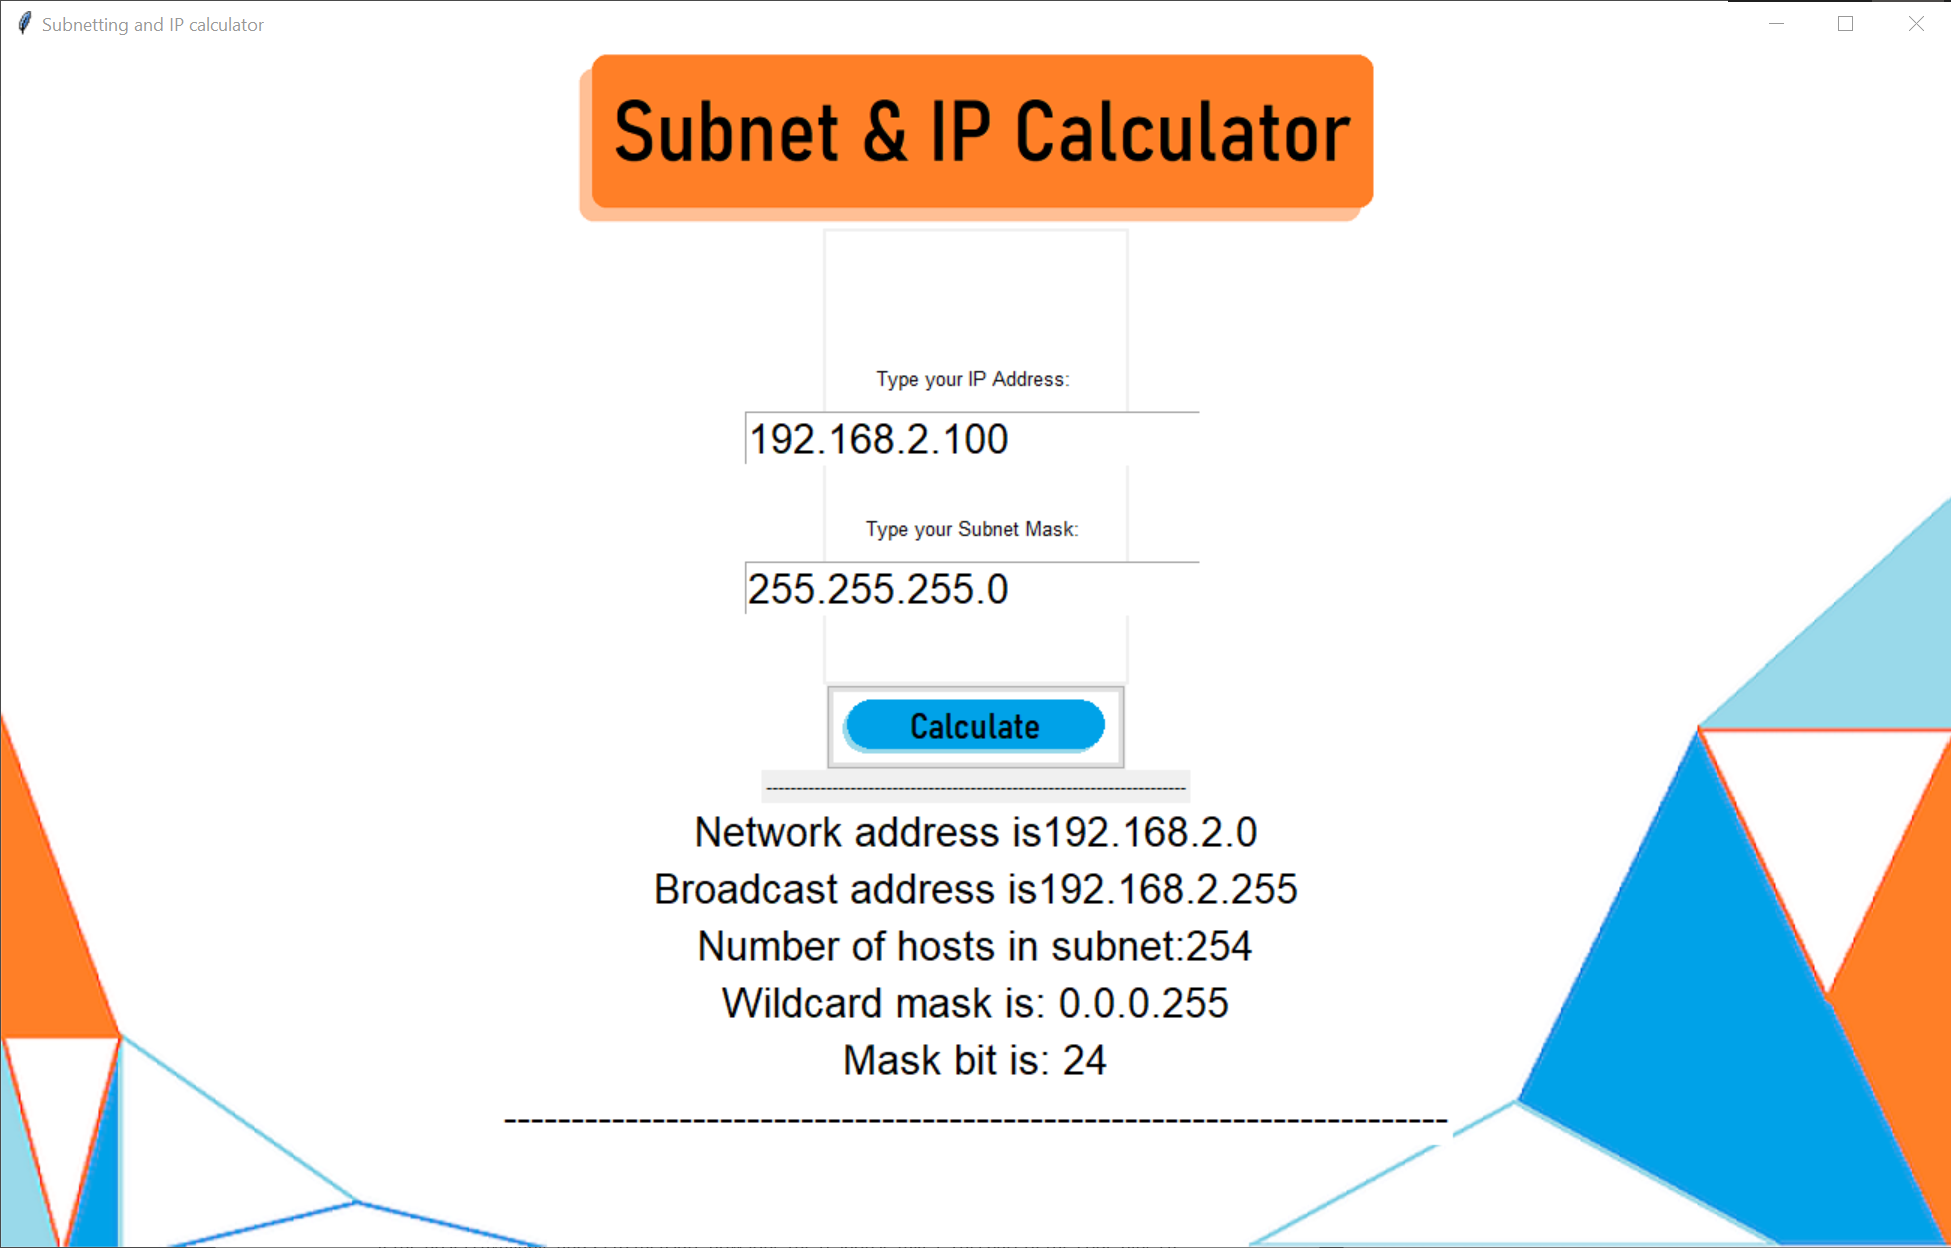 Subnetting and IP calculator
Subnet & IP Calculator
Type your IP Address:
192.168.2.100
Type your Subnet Mask:
255.255.255.0
Calculate
----------------------------------------------------------------------
Network address is192.168.2.0
Broadcast address is192.168.2.255
Number of hosts in subnet:254
Wildcard mask is: 0.0.0.255
Mask bit is: 24
----------------------------------------------------------------------